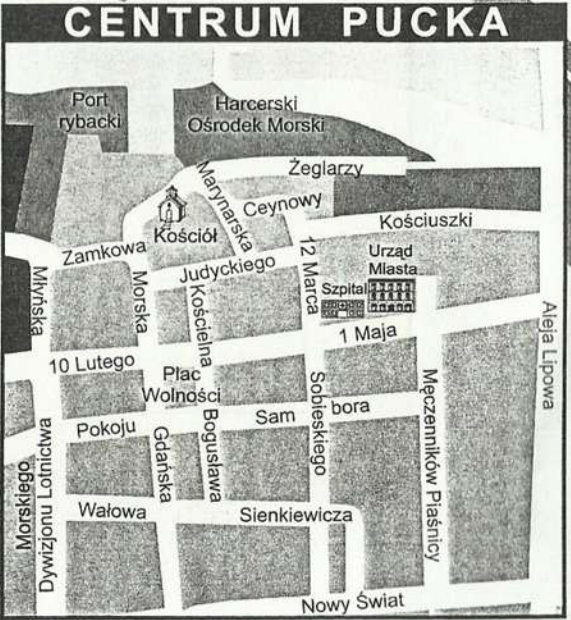 CENTRUM PUCKA
Port
rybacki
Harcerski
Ośrodek Morski
Żeglarzy
Marynarska
Ceynowy
Kościuszki
Kościół
Zamkowa
Judyckiego
12 Marca
Urząd
Miasta
Szpital
Młyńska
Morska
Kościelna
1 Maja
Aleja Lipowa
10 Lutego
Plac
Wolności
Sobieskiego
Męczenników Piaśnicy
Pokoju
Sam bora
Gdańska
Bogusława
Morskiego
Dywizjonu Lotnictwa
Wałowa
Sienkiewicza
Nowy Świat